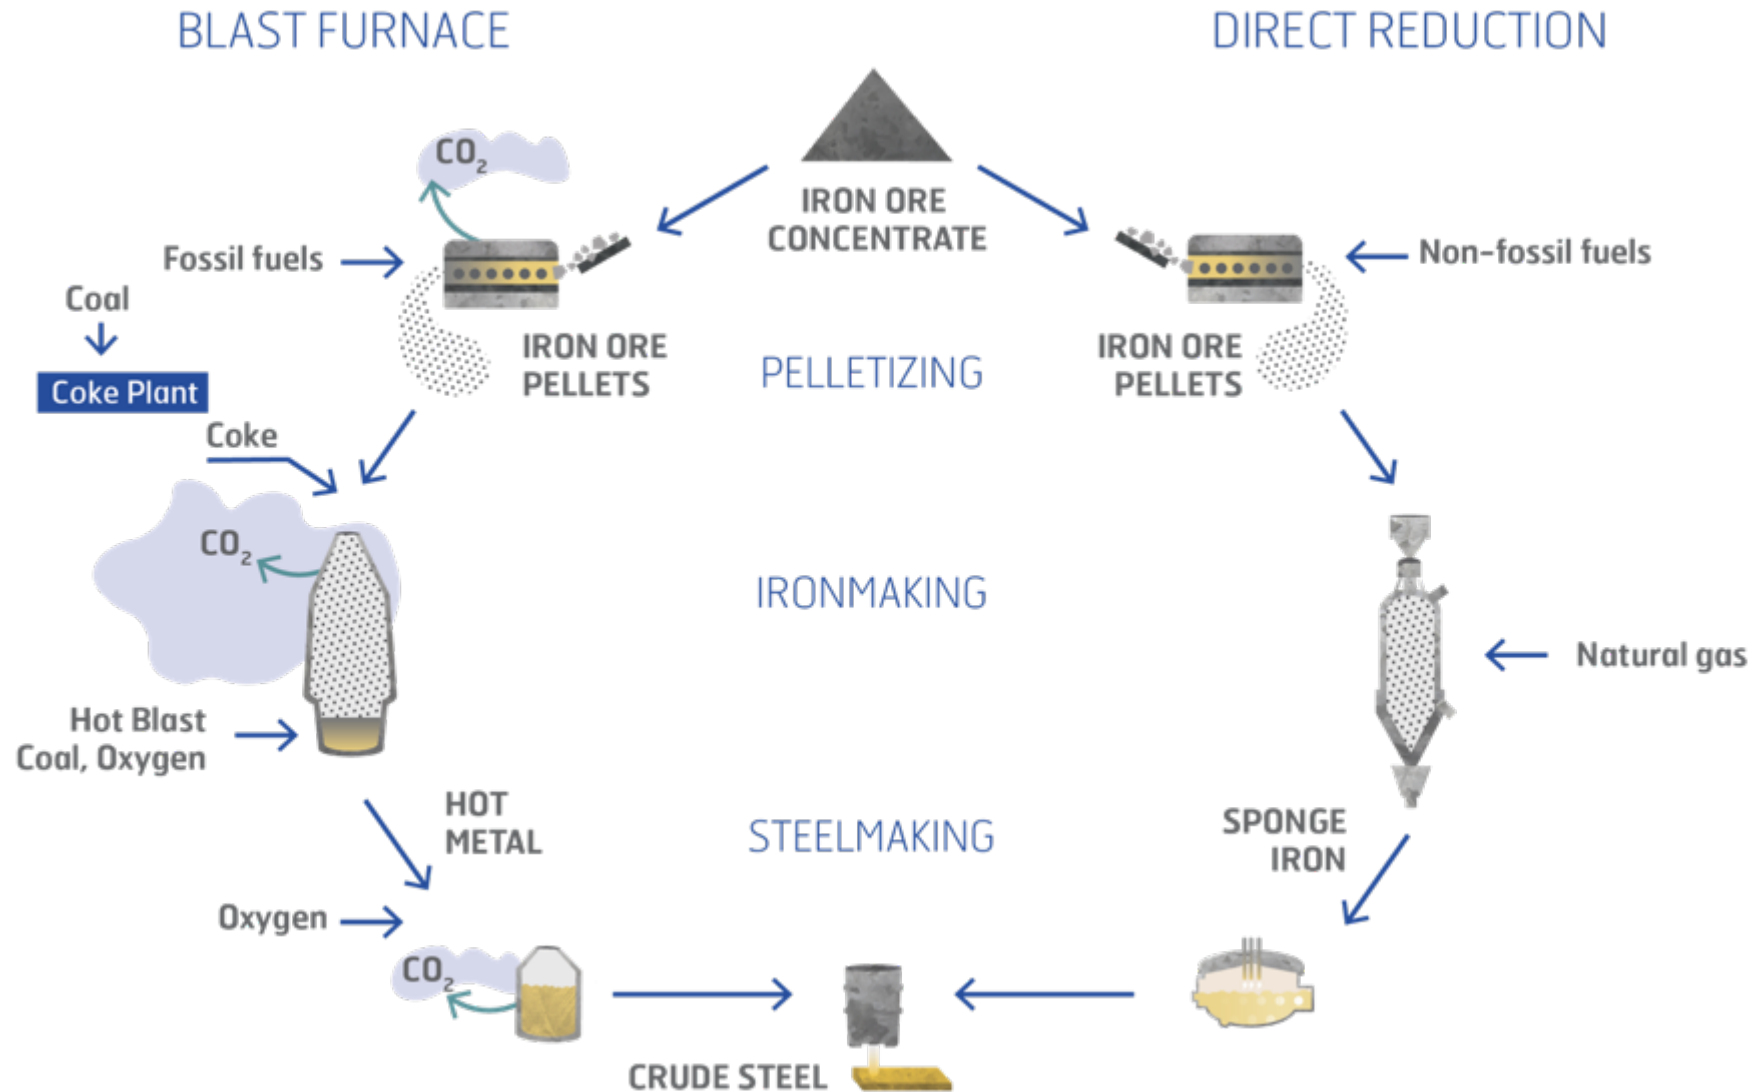 BLAST FURNACE
DIRECT REDUCTION
CO₂
IRON ORE
CONCENTRATE
Fossil fuels
Non-fossil fuels
Coal
IRON ORE
PELLETS
PELLETIZING
IRON ORE
PELLETS
Coke Plant
Coke
CO₂
IRONMAKING
Natural gas
Hot Blast
Coal, Oxygen
HOT
METAL
STEELMAKING
SPONGE
IRON
Oxygen
CO₂
CRUDE STEEL